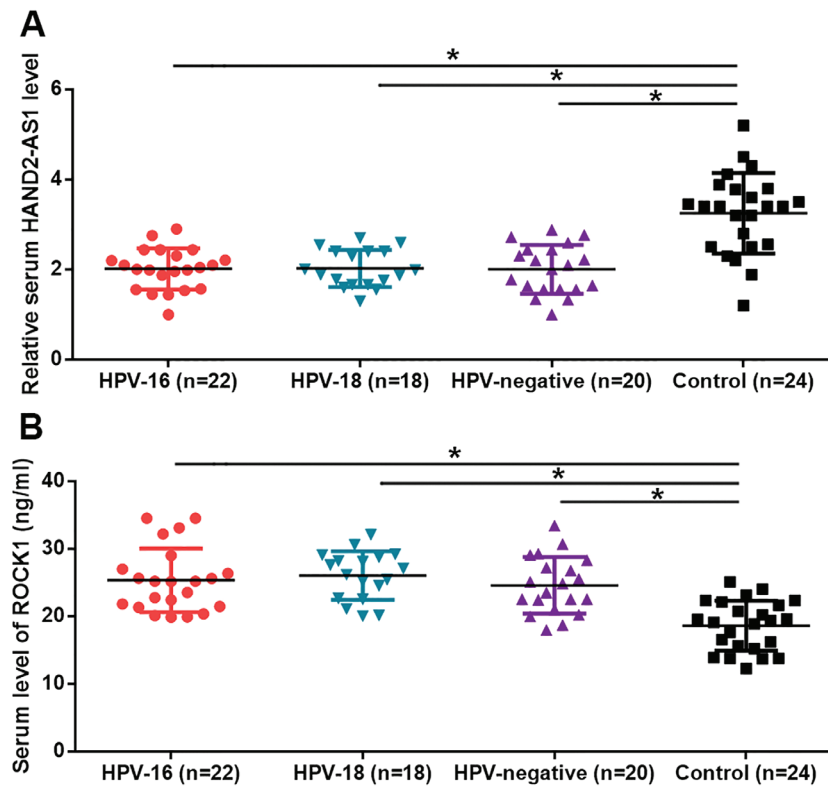 A
*
*
*
Relative serum HAND2-AS1 level
6
4
2
0
HPV-16 (n=22) HPV-18 (n=18) HPV-negative (n=20) Control (n=24)
B
*
*
*
Serum level of ROCK1 (ng/ml)
40
30
20
10
0
HPV-16 (n=22) HPV-18 (n=18) HPV-negative (n=20) Control (n=24)